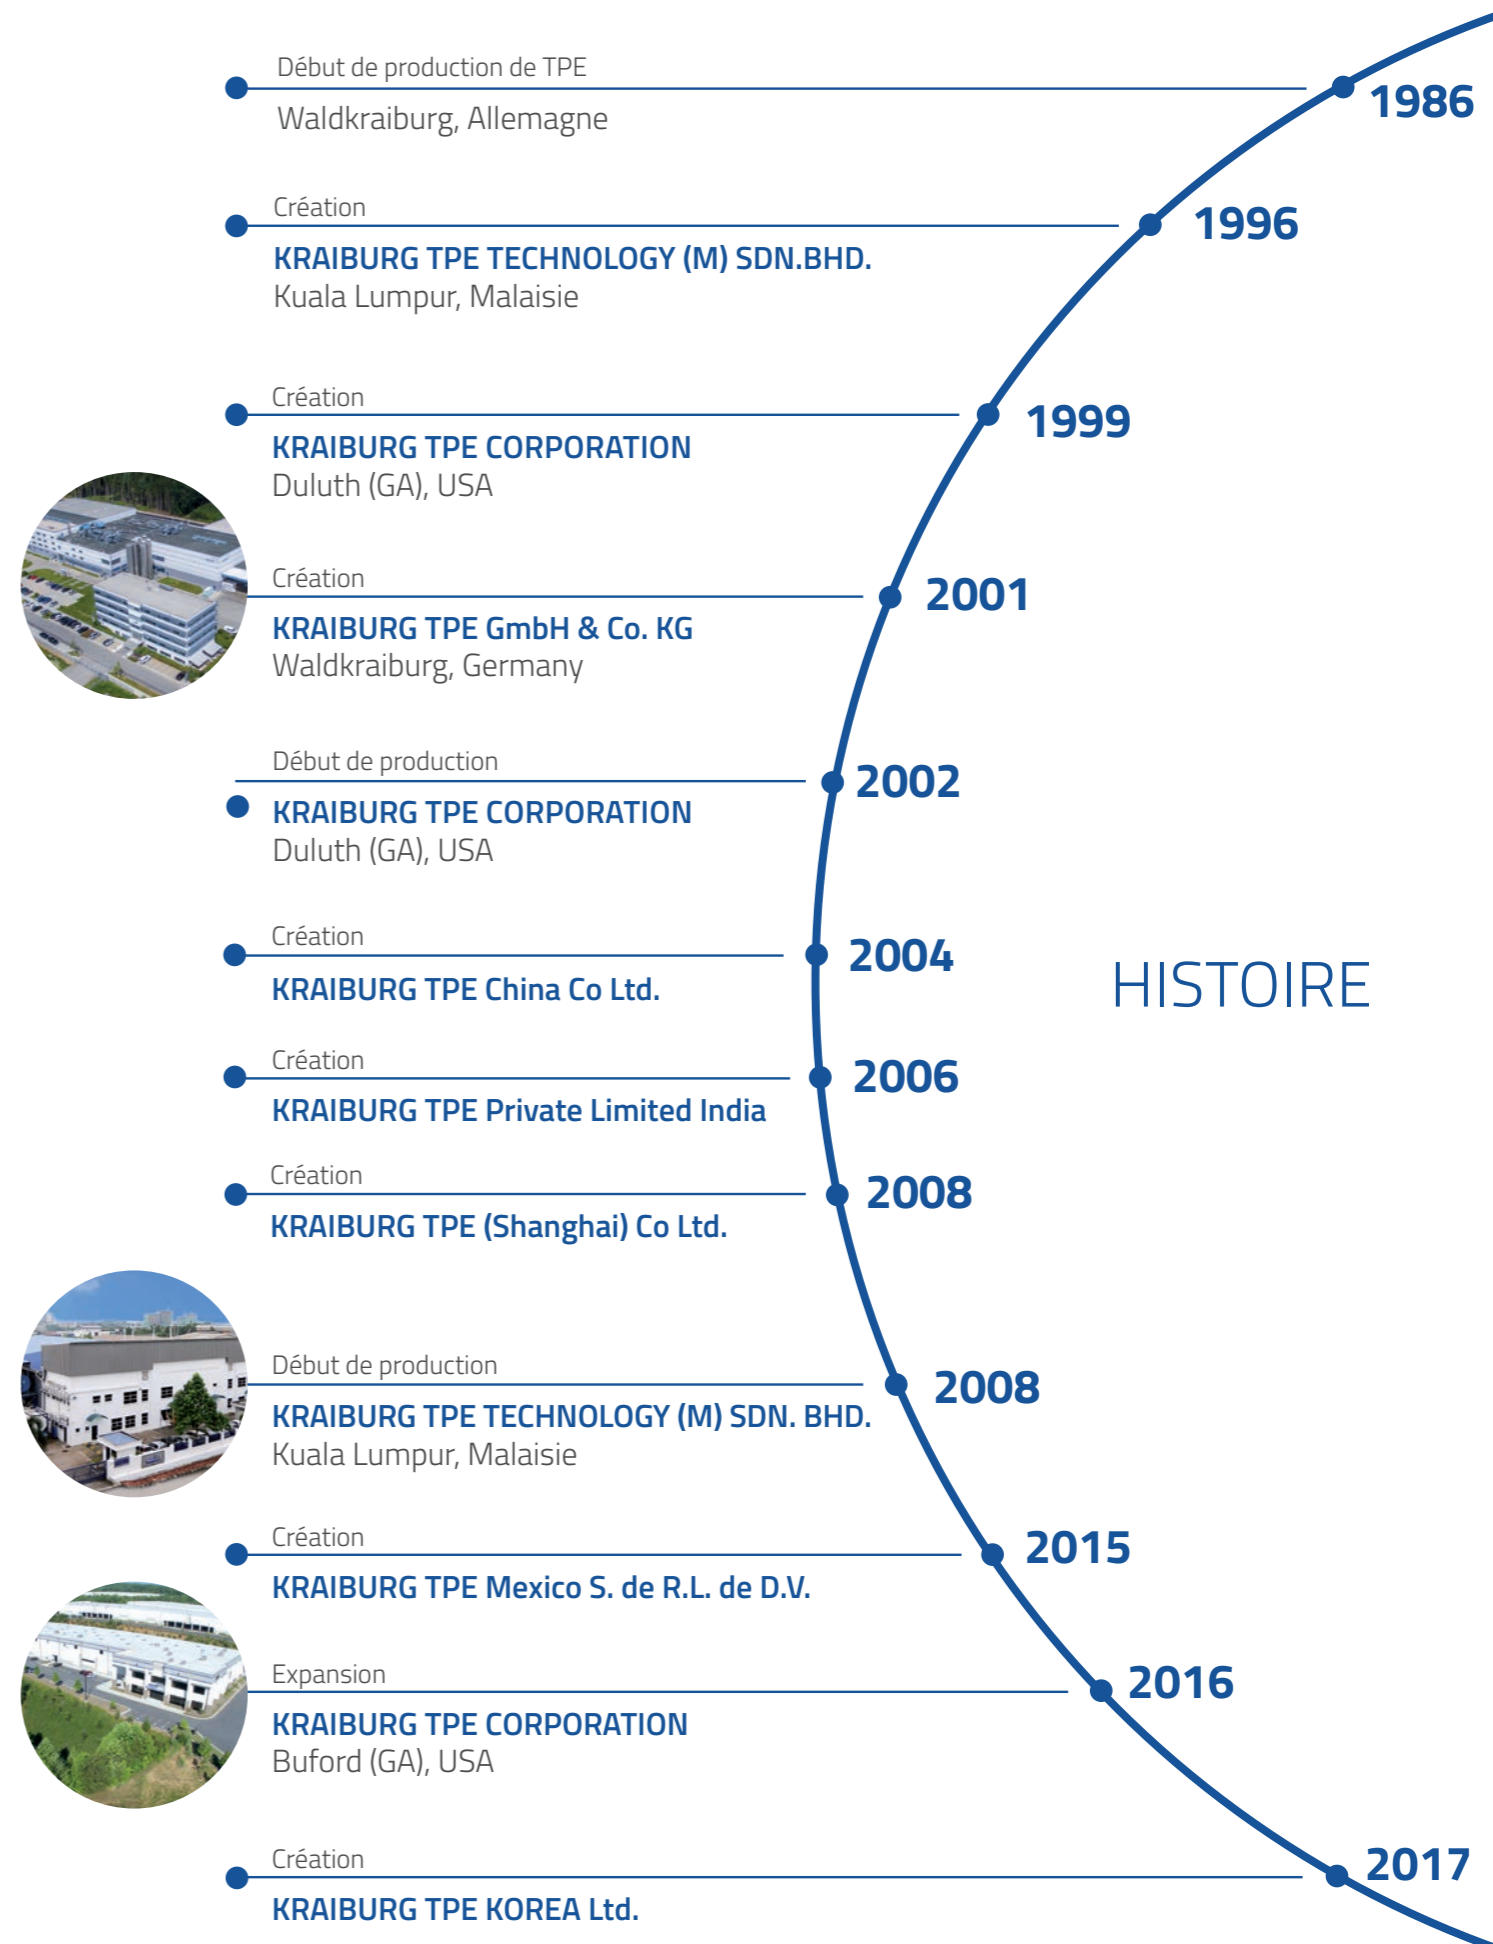 Début de production de TPE
1986
Waldkraiburg, Allemagne
Création
1996
KRAIBURG TPE TECHNOLOGY (M) SDN.BHD.
Kuala Lumpur, Malaisie
Création
1999
KRAIBURG TPE CORPORATION
Duluth (GA), USA
Création
2001
KRAIBURG TPE GmbH & Co. KG
Waldkraiburg, Germany
Début de production
2002
KRAIBURG TPE CORPORATION
Duluth (GA), USA
Création
2004
KRAIBURG TPE China Co Ltd.
HISTOIRE
Création
2006
KRAIBURG TPE Private Limited India
Création
2008
KRAIBURG TPE (Shanghai) Co Ltd.
Début de production
2008
KRAIBURG TPE TECHNOLOGY (M) SDN. BHD.
Kuala Lumpur, Malaisie
Création
2015
KRAIBURG TPE Mexico S. de R.L. de D.V.
Expansion
2016
KRAIBURG TPE CORPORATION
Buford (GA), USA
Création
2017
KRAIBURG TPE KOREA Ltd.